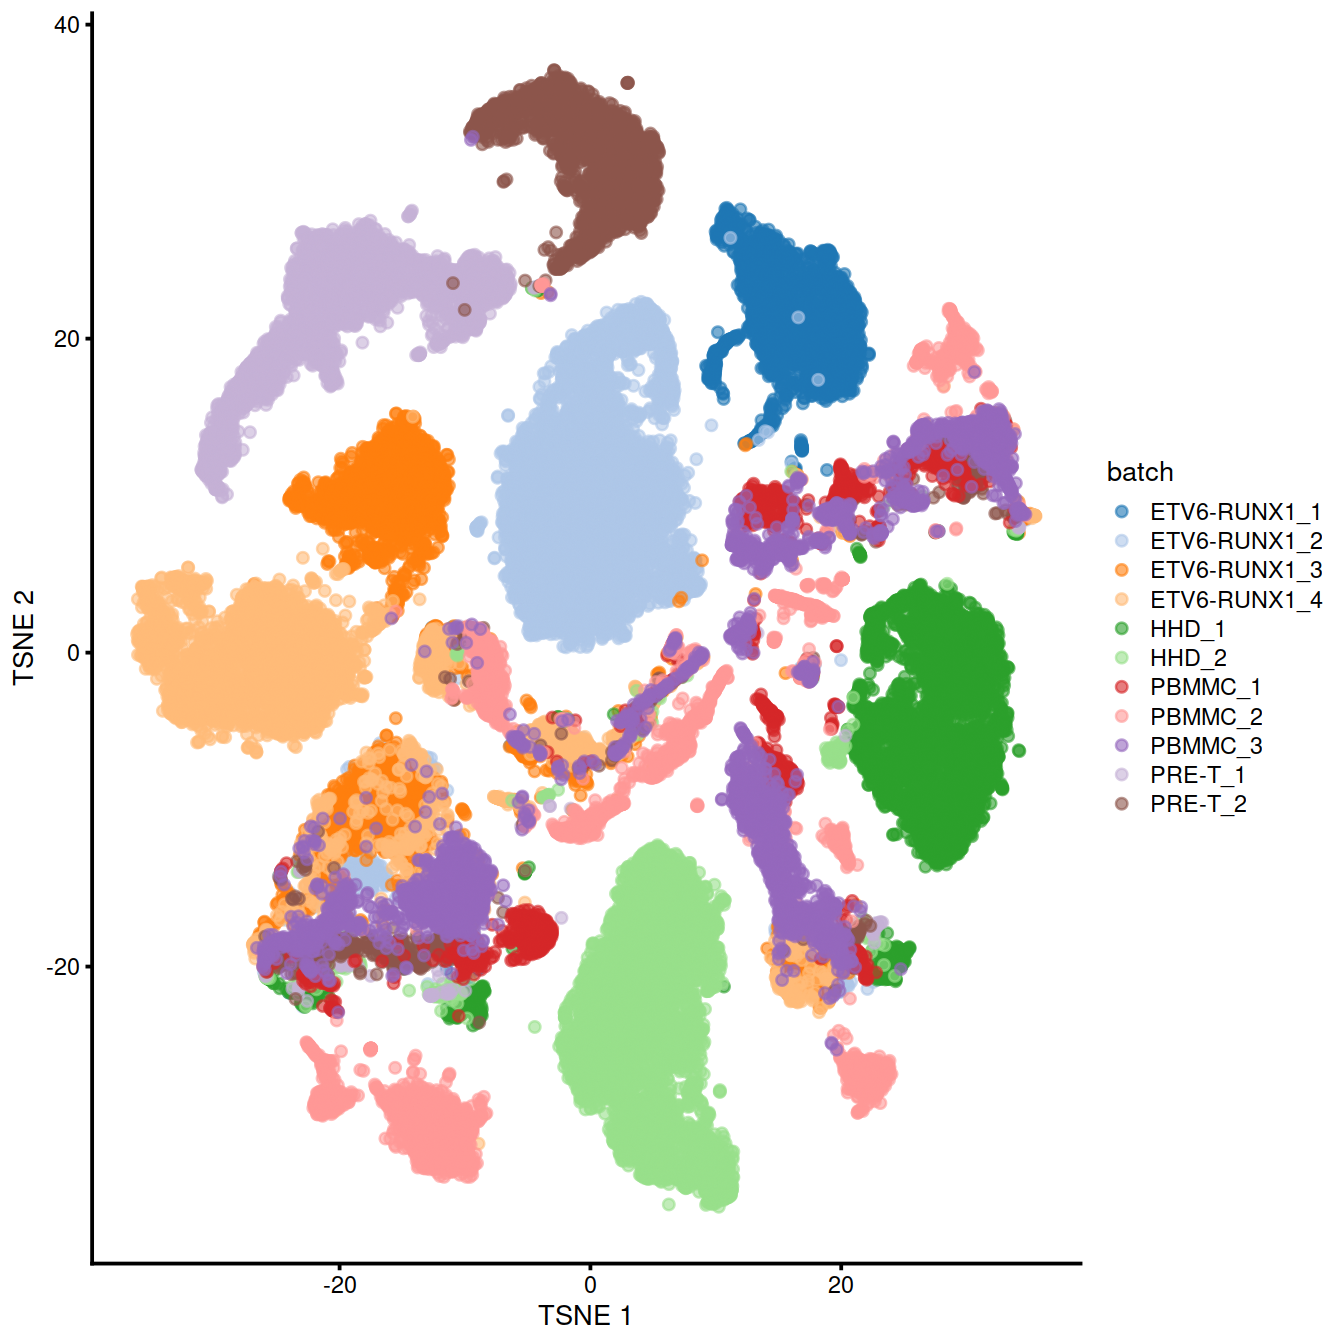 40
20
0
-20
TSNE 2
-20
0
20
TSNE 1
batch
ETV6-RUNX1_1
ETV6-RUNX1_2
ETV6-RUNX1_3
ETV6-RUNX1_4
HHD_1
HHD_2
PBMMC_1
PBMMC_2
PBMMC_3
PRE-T_1
PRE-T_2